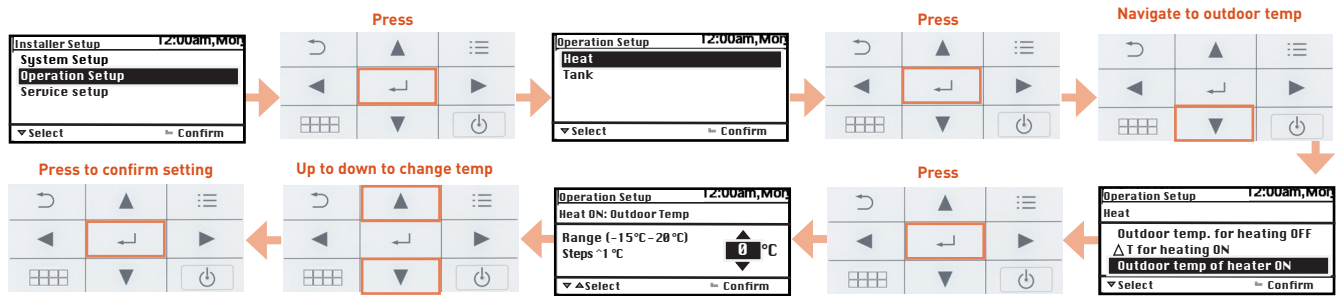 Press
Press
Navigate to outdoor temp
Installer Setup 12:00am,Mon
System Setup
Operation Setup
Service setup
▼Select Confirm
Operation Setup 12:00am,Mon
Heat
Tank
▼Select Confirm
Press to confirm setting
Up to down to change temp
Press
Operation Setup 12:00am,Mon
Heat ON: Outdoor Temp
Range (-15°C-20°C)
Steps ^1°C
0 °C
▼▲Select Confirm
Operation Setup 12:00am,Mon
Heat
Outdoor temp. for heating OFF
△T for heating ON
Outdoor temp of heater ON
▼Select Confirm